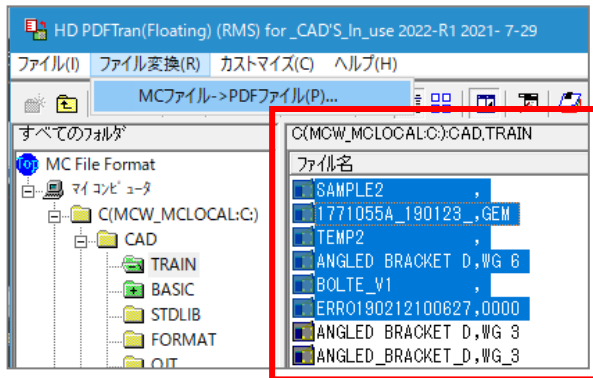 HD PDFTran(Floating) (RMS) for _CAD'S_In_use 2022-R1 2021- 7-29
ファイル(I) ファイル変換(R) カストマイズ(C) ヘルプ(H)
MCファイル->PDFファイル(P)...
すべてのフォルダ
C(MCW_MCLOCAL:C:):CAD,TRAIN
Top MC File Format
ファイル名
マイ コンピュータ
SAMPLE2 ,
C(MCW_MCLOCAL:C:)
1771055A_190123_,GEM
CAD
TEMP2 ,
TRAIN
ANGLED BRACKET D,WG 6
BASIC
BOLTE_V1 ,
STDLIB
ERRO190212100627,0000
FORMAT
ANGLED BRACKET D,WG 3
OJT
ANGLED_BRACKET_D,WG_3